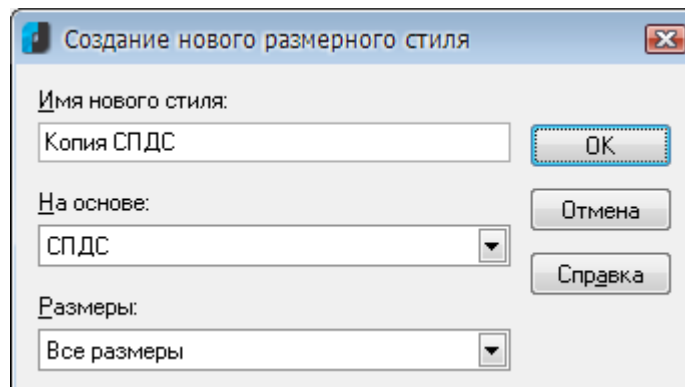 Создание нового размерного стиля
Имя нового стиля:
Копия СПДС
OK
На основе:
СПДС
Отмена
Справка
Размеры:
Все размеры